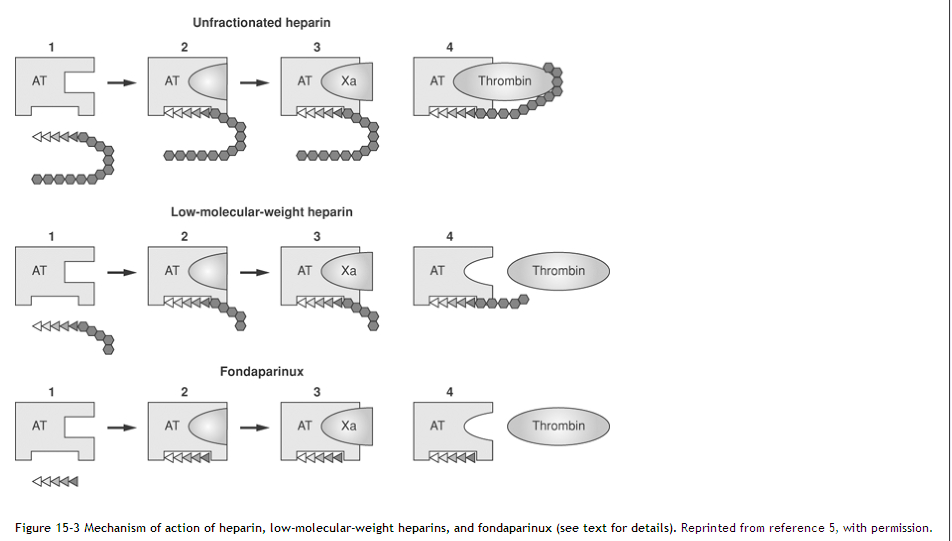 Unfractionated heparin
1 2 3 4
AT AT AT Xa AT Thrombin
Low-molecular-weight heparin
1 2 3 4
AT AT AT Xa AT Thrombin
Fondaparinux
1 2 3 4
AT AT AT Xa AT Thrombin
Figure 15-3 Mechanism of action of heparin, low-molecular-weight heparins, and fondaparinux (see text for details). Reprinted from reference 5, with permission.